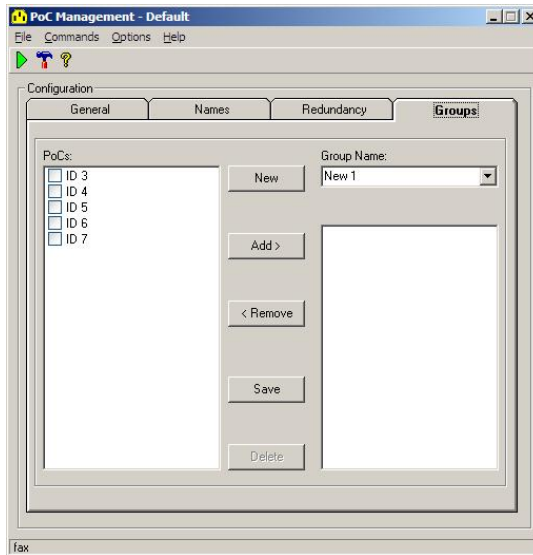 PoC Management - Default
File Commands Options Help
Configuration
General Names Redundancy Groups
PoCs:
Group Name:
ID 3
ID 4
ID 5
ID 6
ID 7
New
New 1
Add >
< Remove
Save
Delete
fax